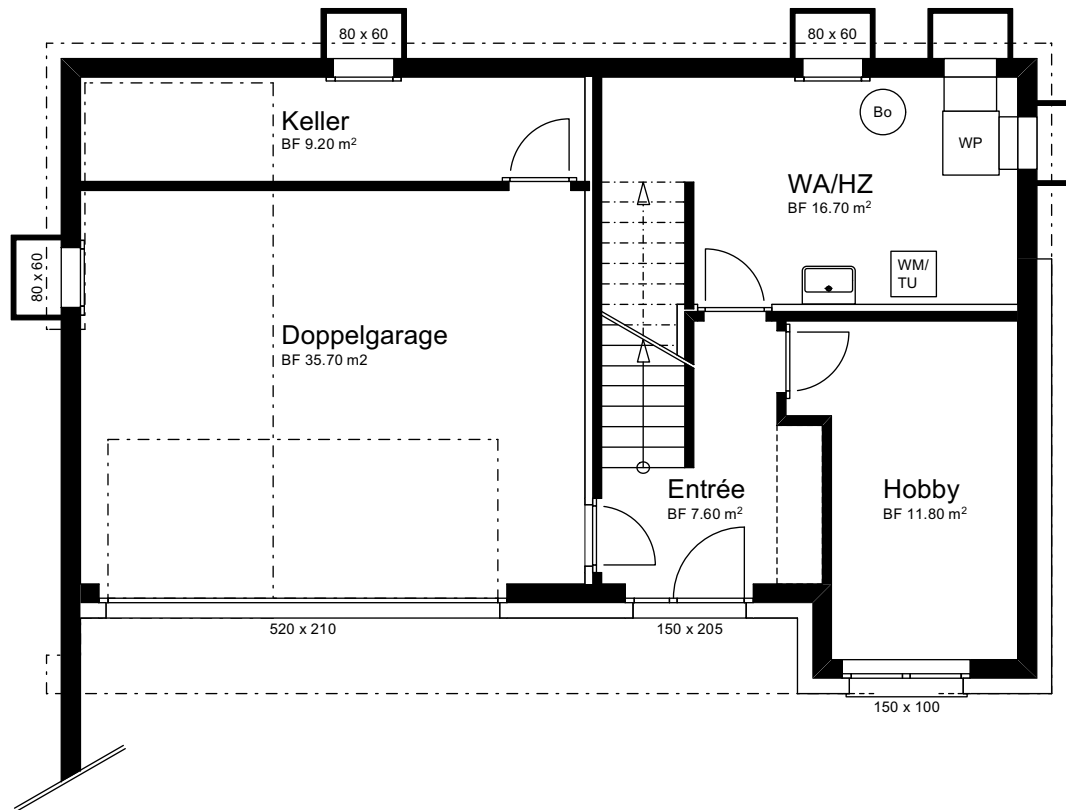 80 x 60
80 x 60
Keller
BF 9.20 m²
Bo
WP
WA/HZ
BF 16.70 m²
80 x 60
WM/
TU
Doppelgarage
BF 35.70 m2
Entrée
BF 7.60 m²
Hobby
BF 11.80 m²
520 x 210
150 x 205
150 x 100